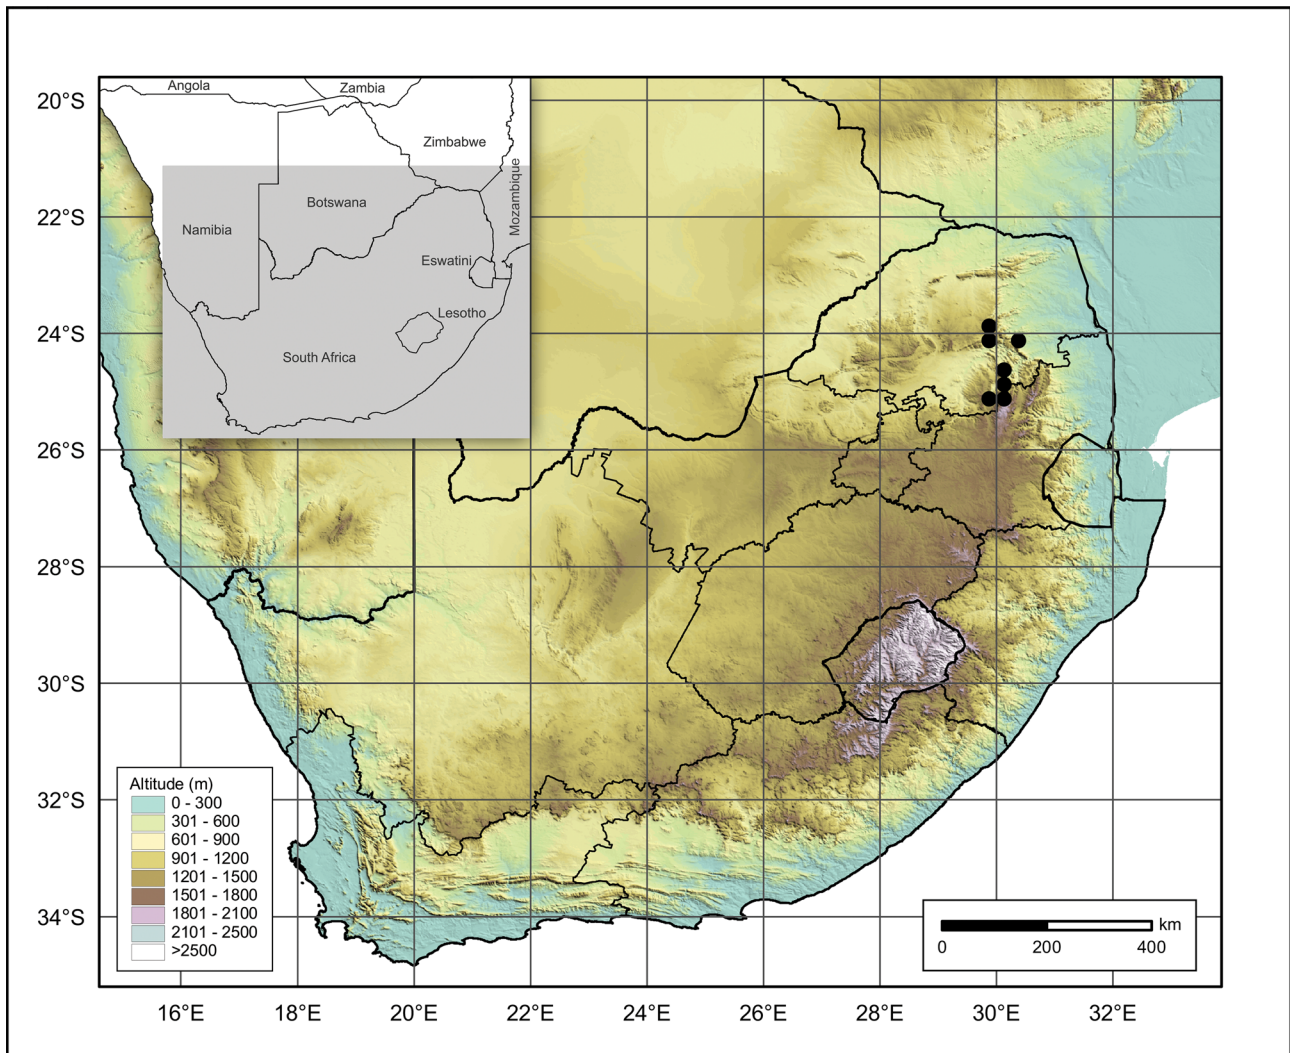 Angola
Zambia
Zimbabwe
Mozambique
Botswana
Namibia
Eswatini
Lesotho
South Africa
20°S
22°S
24°S
26°S
28°S
30°S
32°S
34°S
Altitude (m)
0 - 300
301 - 600
601 - 900
901 - 1200
1201 - 1500
1501 - 1800
1801 - 2100
2101 - 2500
>2500
km
0 200 400
16°E 18°E 20°E 22°E 24°E 26°E 28°E 30°E 32°E